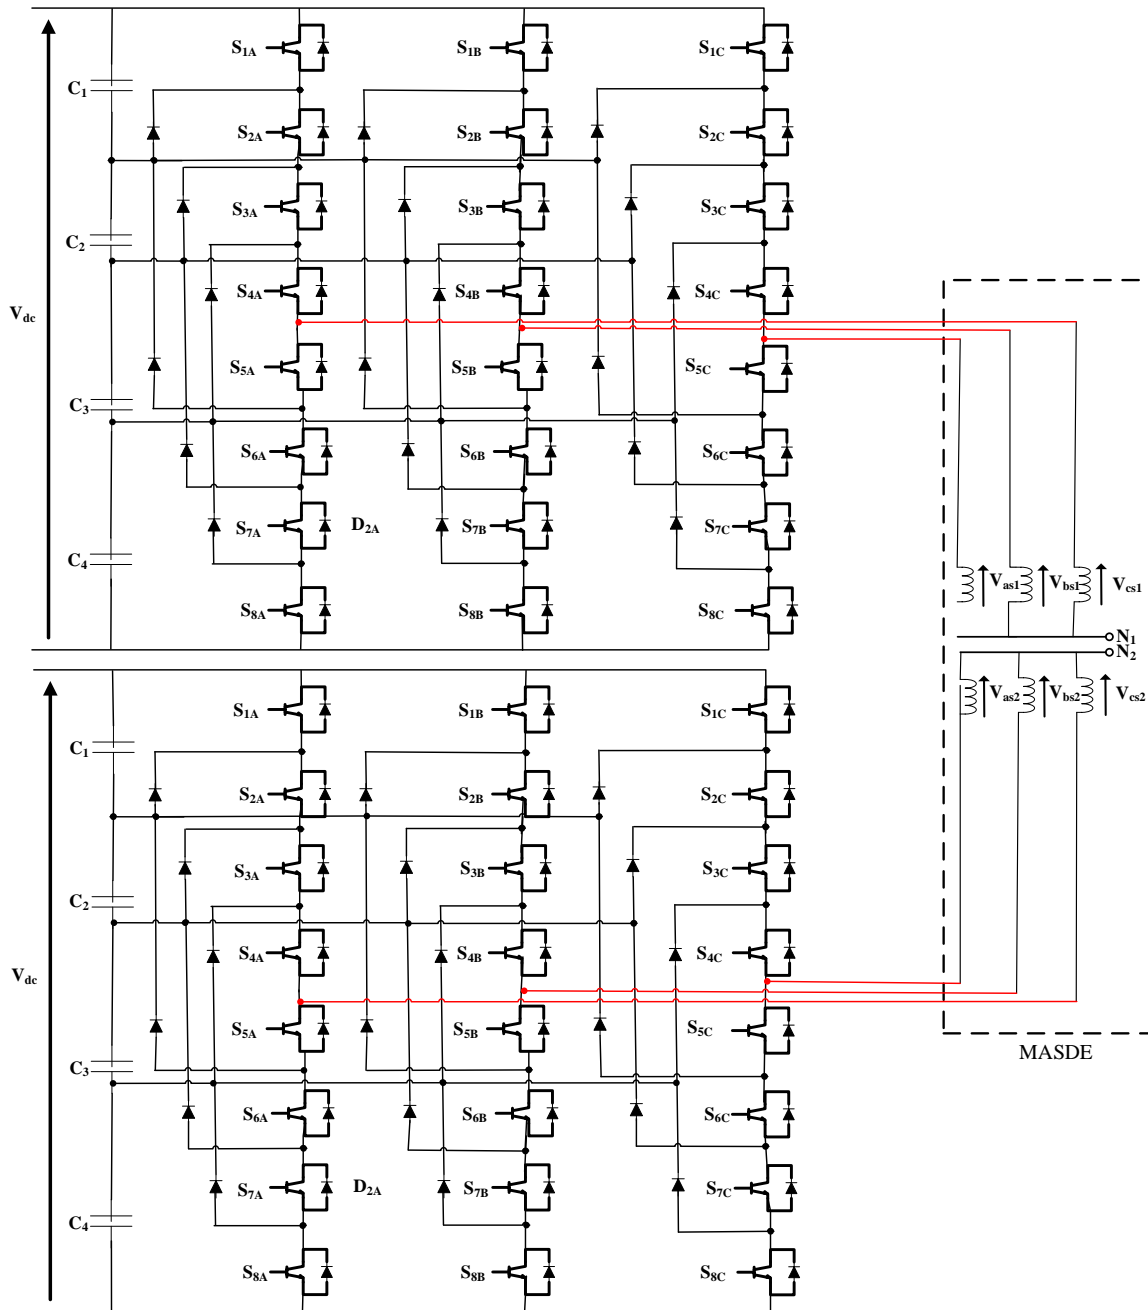 S1A S1B S1C
C1
S2A S2B S2C
S3A S3B S3C
C2
S4A S4B S4C
Vdc
S5A S5B S5C
C3
S6A S6B S6C
S7A D2A S7B S7C
C4
Vas1 Vbs1 Vcs1
S8A S8B S8C
N1
N2
Vas2 Vbs2 Vcs2
S1A S1B S1C
C1
S2A S2B S2C
S3A S3B S3C
C2
S4A S4B S4C
Vdc
S5A S5B S5C
MASDE
C3
S6A S6B S6C
S7A D2A S7B S7C
C4
S8A S8B S8C